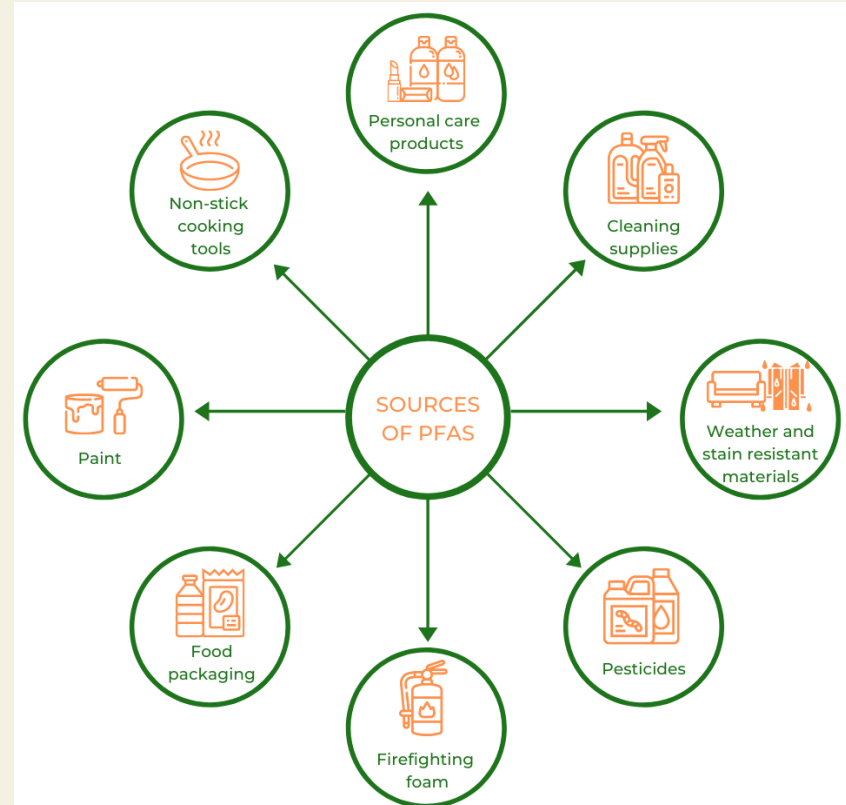 Personal care
products
Non-stick
cooking
tools
Cleaning
supplies
SOURCES
OF PFAS
Paint
Weather and
stain resistant
materials
Food
packaging
Pesticides
Firefighting
foam